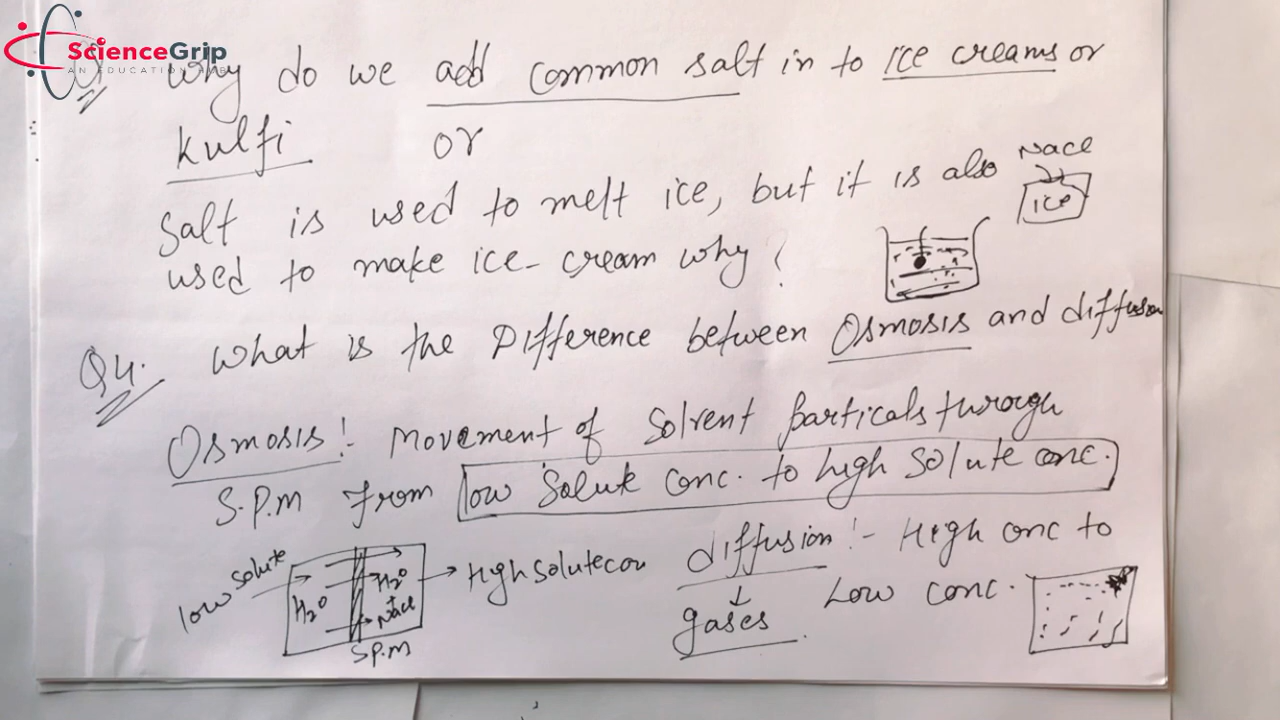 ScienceGrip
AN EDUCATION HUB
Q Why do we add common salt in to ice creams or
Kulfi or
Salt is used to melt ice, but it is also
used to make ice-cream why?
Nacl
ice
Q4. What is the Difference between Osmosis and diffusion
Osmosis!- Movement of Solvent particals through
S.P.M from low Solute conc. to high solute conc.
low solute
H2O
H2O
+
Nacl
S.P.M
High solute con
diffusion!- High conc to
Low conc.
gases